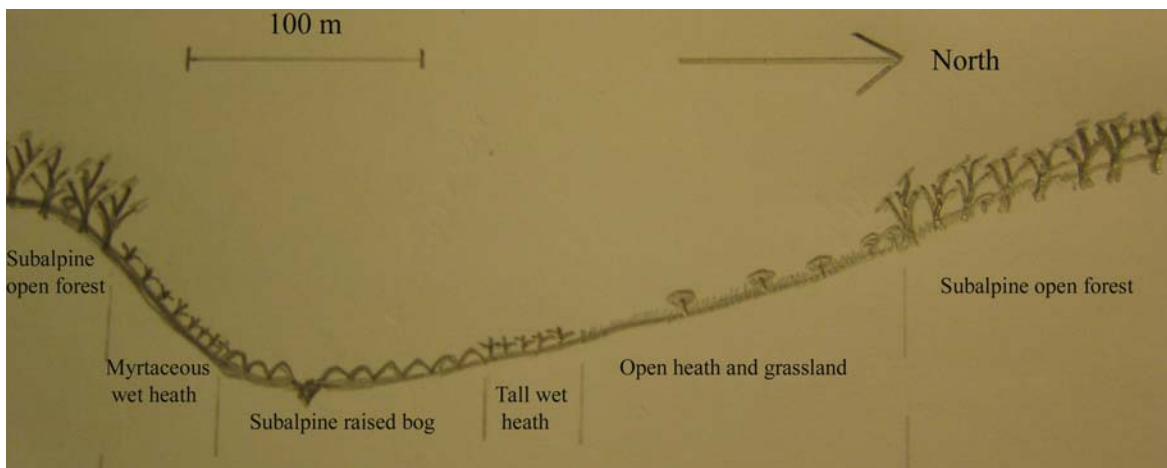 100 m
North
Subalpine
open forest
Myrtaceous
wet heath
Subalpine raised bog
Tall wet
heath
Open heath and grassland
Subalpine open forest